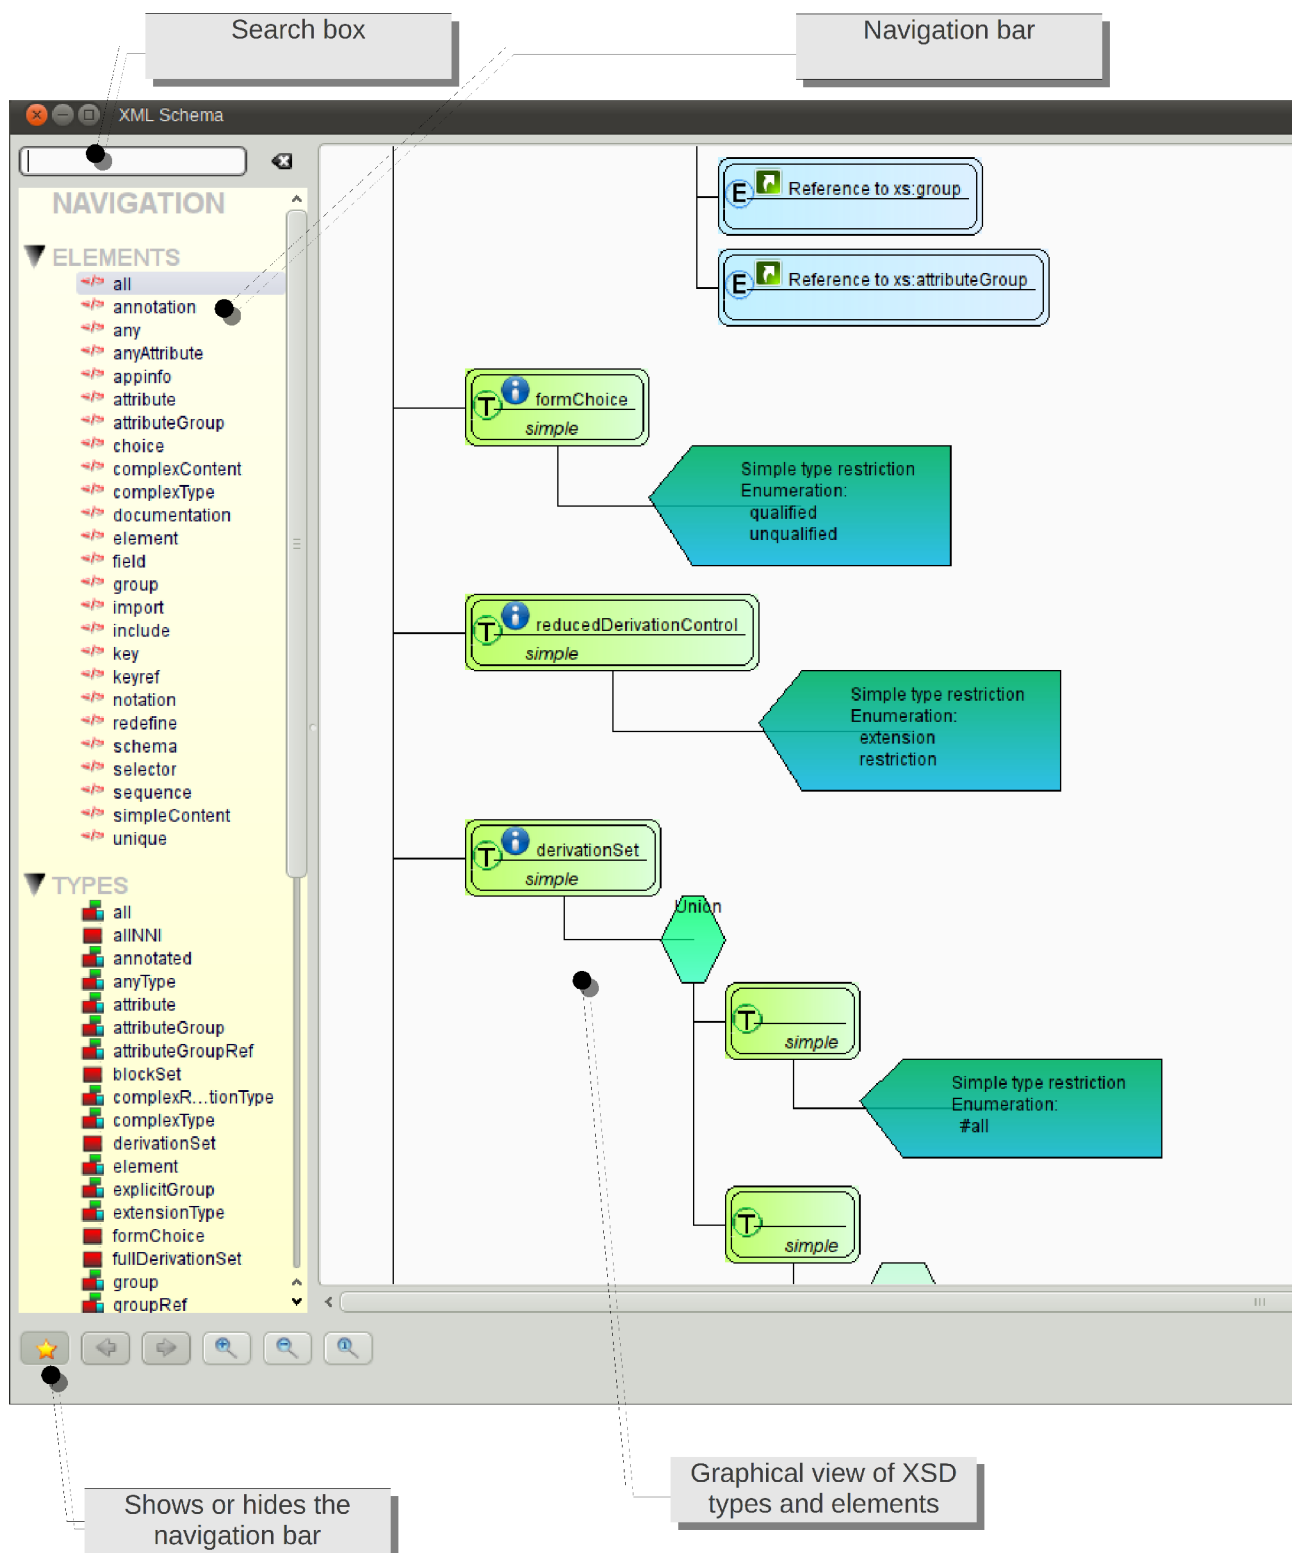 Search box
Navigation bar
XML Schema
NAVIGATION
ELEMENTS
all
annotation
any
anyAttribute
appinfo
attribute
attributeGroup
choice
complexContent
complexType
documentation
element
field
group
import
include
key
keyref
notation
redefine
schema
selector
sequence
simpleContent
unique
TYPES
all
allNNI
annotated
anyType
attribute
attributeGroup
attributeGroupRef
blockSet
complexR...tionType
complexType
derivationSet
element
explicitGroup
extensionType
formChoice
fullDerivationSet
group
groupRef
E Reference to xs:group
E Reference to xs:attributeGroup
T i formChoice
simple
Simple type restriction
Enumeration:
qualified
unqualified
T i reducedDerivationControl
simple
Simple type restriction
Enumeration:
extension
restriction
T i derivationSet
simple
Union
T
simple
Simple type restriction
Enumeration:
#all
T
simple
1
Shows or hides the
navigation bar
Graphical view of XSD
types and elements